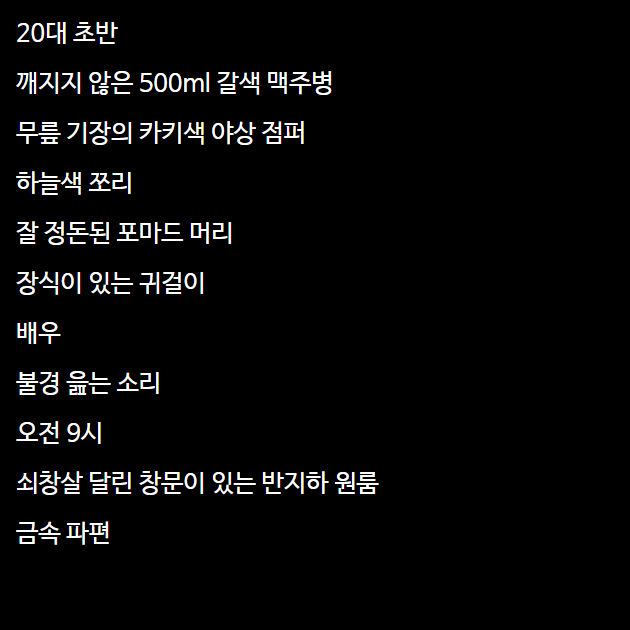 20대 초반
깨지지 않은 500ml 갈색 맥주병
무릎 기장의 카키색 야상 점퍼
하늘색 쪼리
잘 정돈된 포마드 머리
장식이 있는 귀걸이
배우
불경 읊는 소리
오전 9시
쇠창살 달린 창문이 있는 반지하 원룸
금속 파편